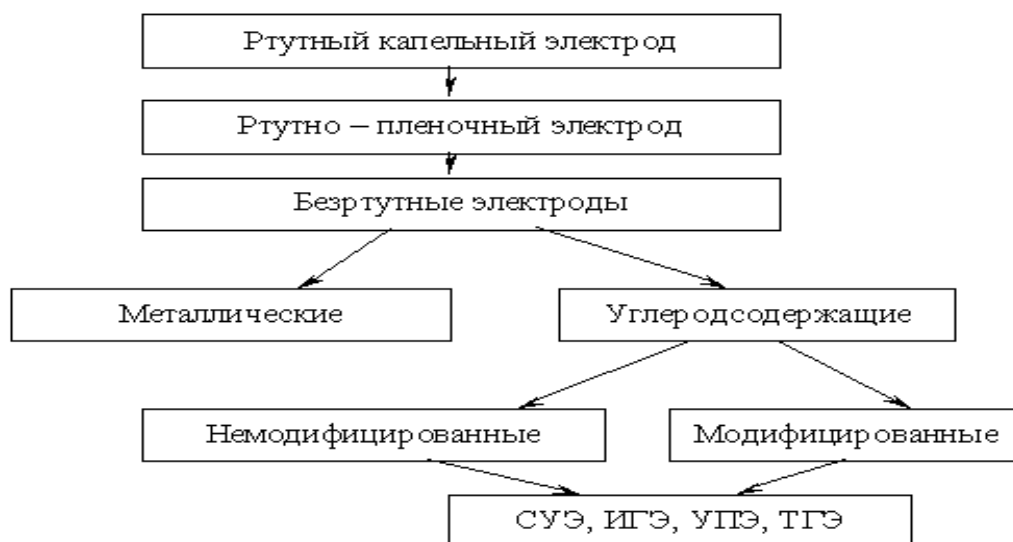 Ртутный капельный электрод
Ртутно – пленочный электрод
Безртутные электроды
Металлические
Углеродсодержащие
Немодифицированные
Модифицированные
СУЭ, ИГЭ, УПЭ, ТГЭ